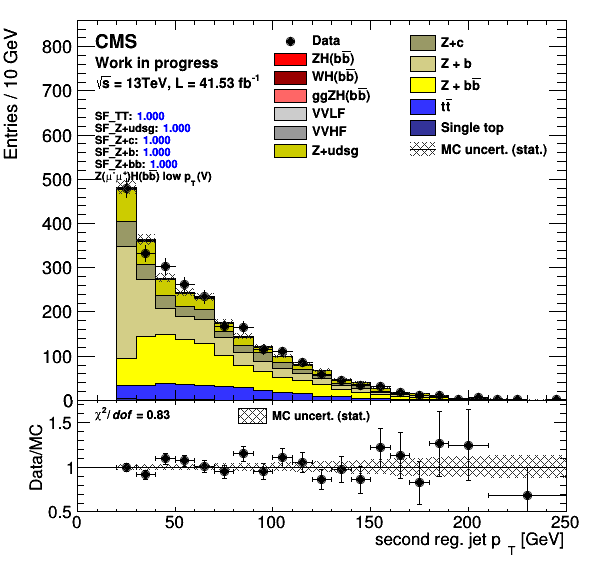 CMS
Work in progress
√s = 13TeV, L = 41.53 fb⁻¹
SF_TT: 1.000
SF_Z+udsg: 1.000
SF_Z+c: 1.000
SF_Z+b: 1.000
SF_Z+bb: 1.000
Z(μ⁻μ⁺)H(bb̅) low p_T(V)
Data
ZH(bb̅)
WH(bb̅)
ggZH(bb̅)
VVLF
VVHF
Z+udsg
Z+c
Z + b
Z + bb̅
tt̅
Single top
MC uncert. (stat.)
Entries / 10 GeV
800
700
600
500
400
300
200
100
0
χ²/dof = 0.83
MC uncert. (stat.)
Data/MC
1.5
1
0.5
0
50
100
150
200
250
second reg. jet p_T [GeV]